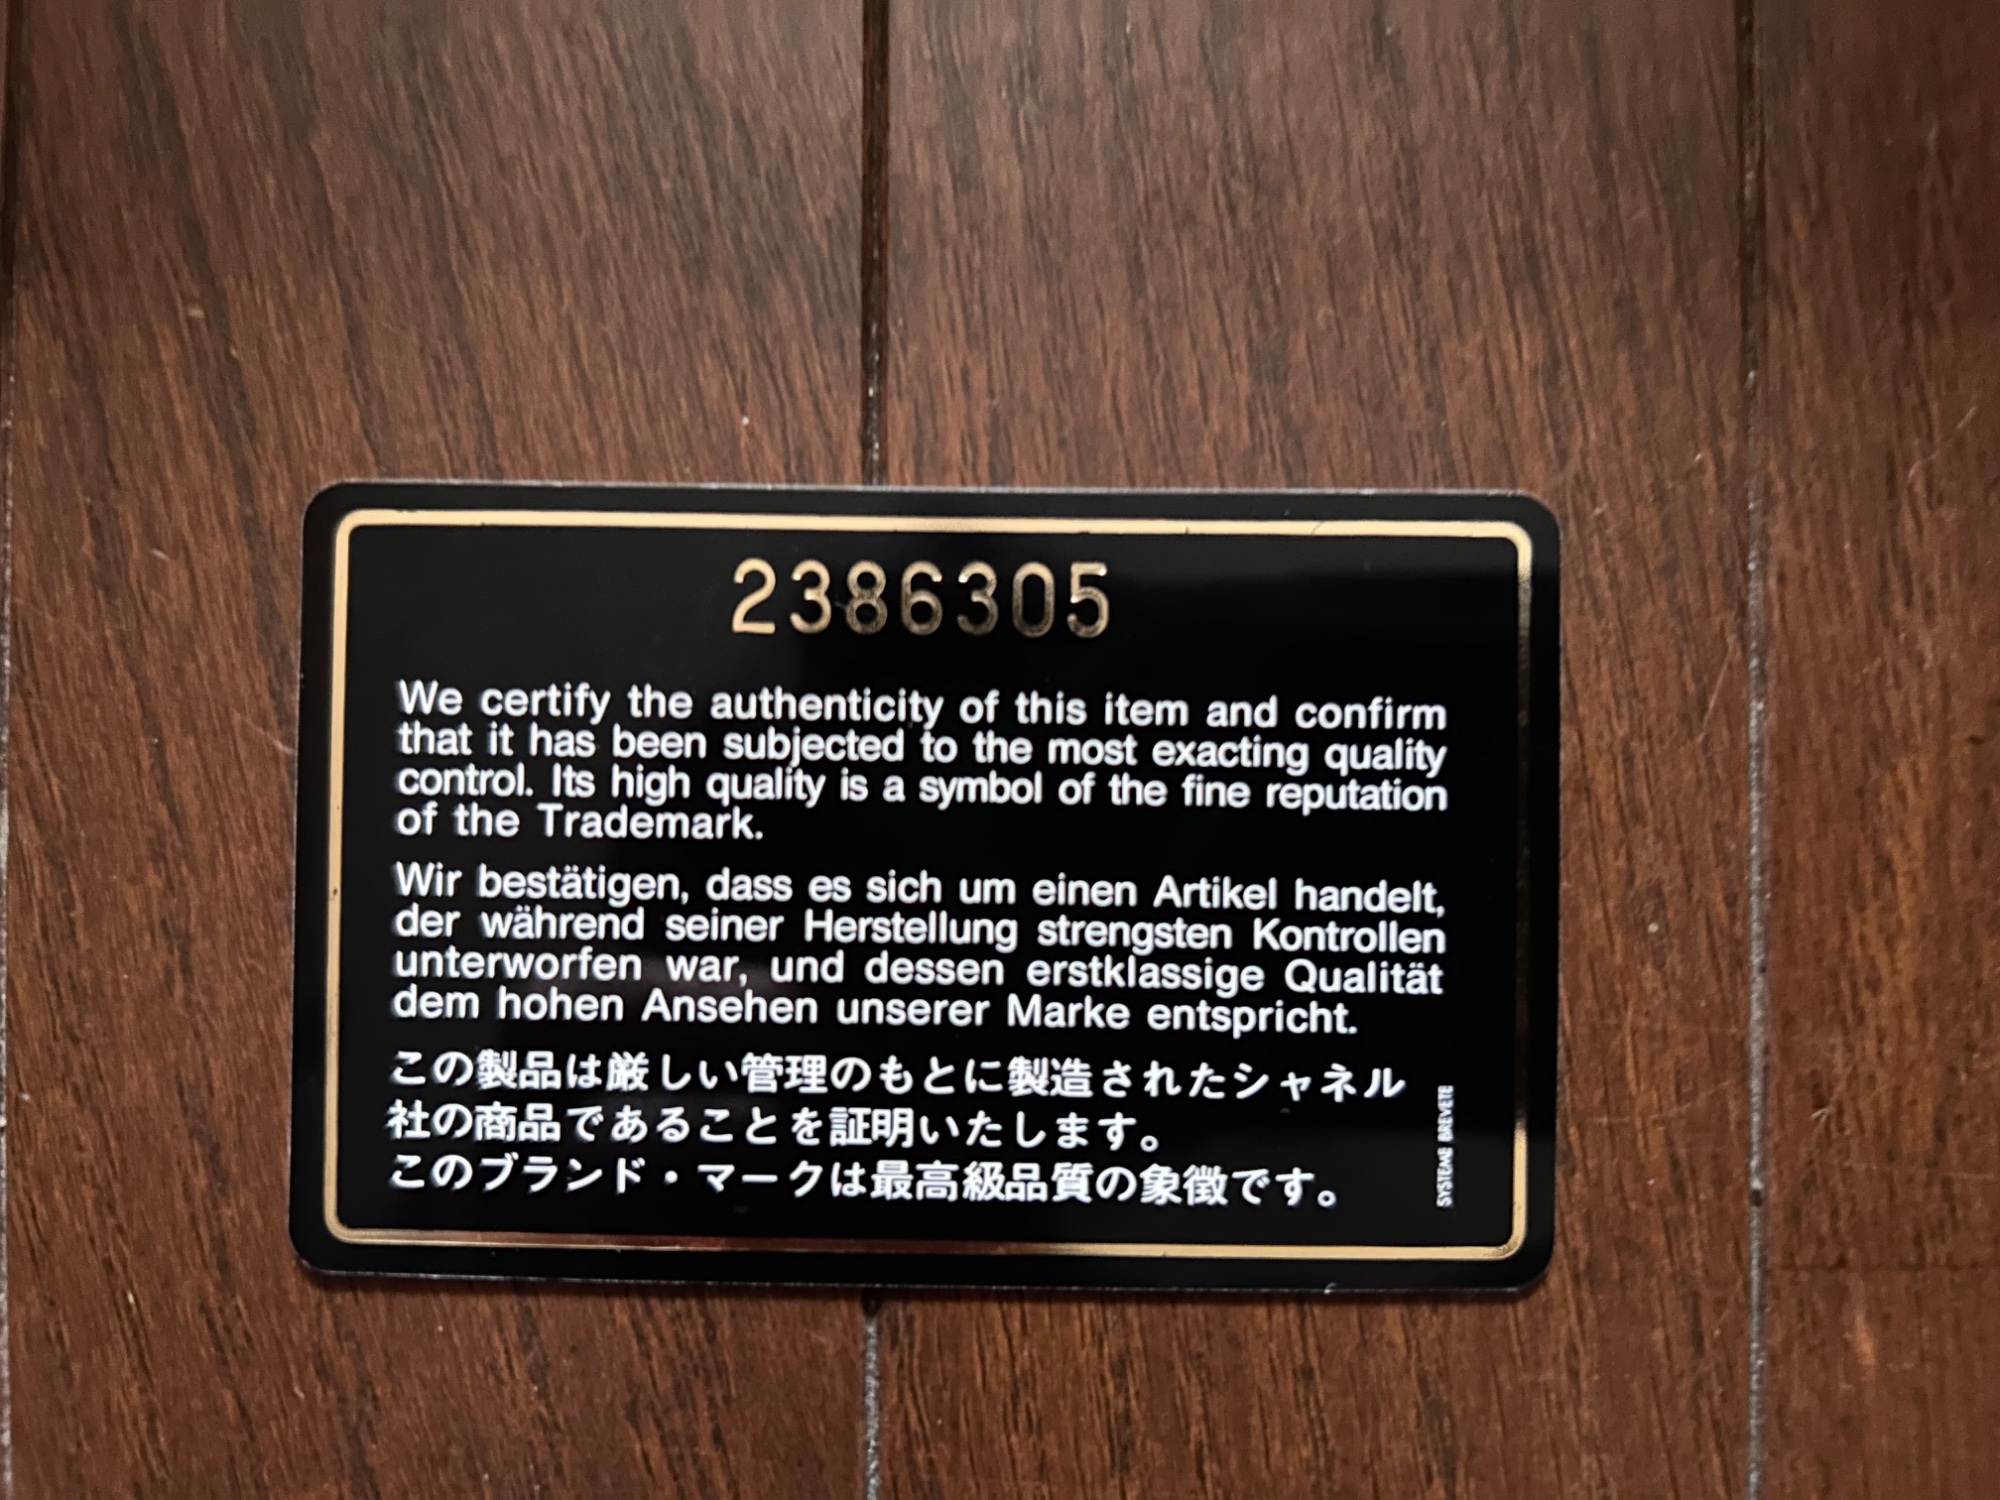 2386305
We certify the authenticity of this item and confirm
that it has been subjected to the most exacting quality
control. Its high quality is a symbol of the fine reputation
of the Trademark.
Wir bestätigen, dass es sich um einen Artikel handelt,
der während seiner Herstellung strengsten Kontrollen
unterworfen war, und dessen erstklassige Qualität
dem hohen Ansehen unserer Marke entspricht.
この製品は厳しい管理のもとに製造されたシャネル
社の商品であることを証明いたします。
このブランド・マークは最高級品質の象徴です。
SYSTEME BREVETE